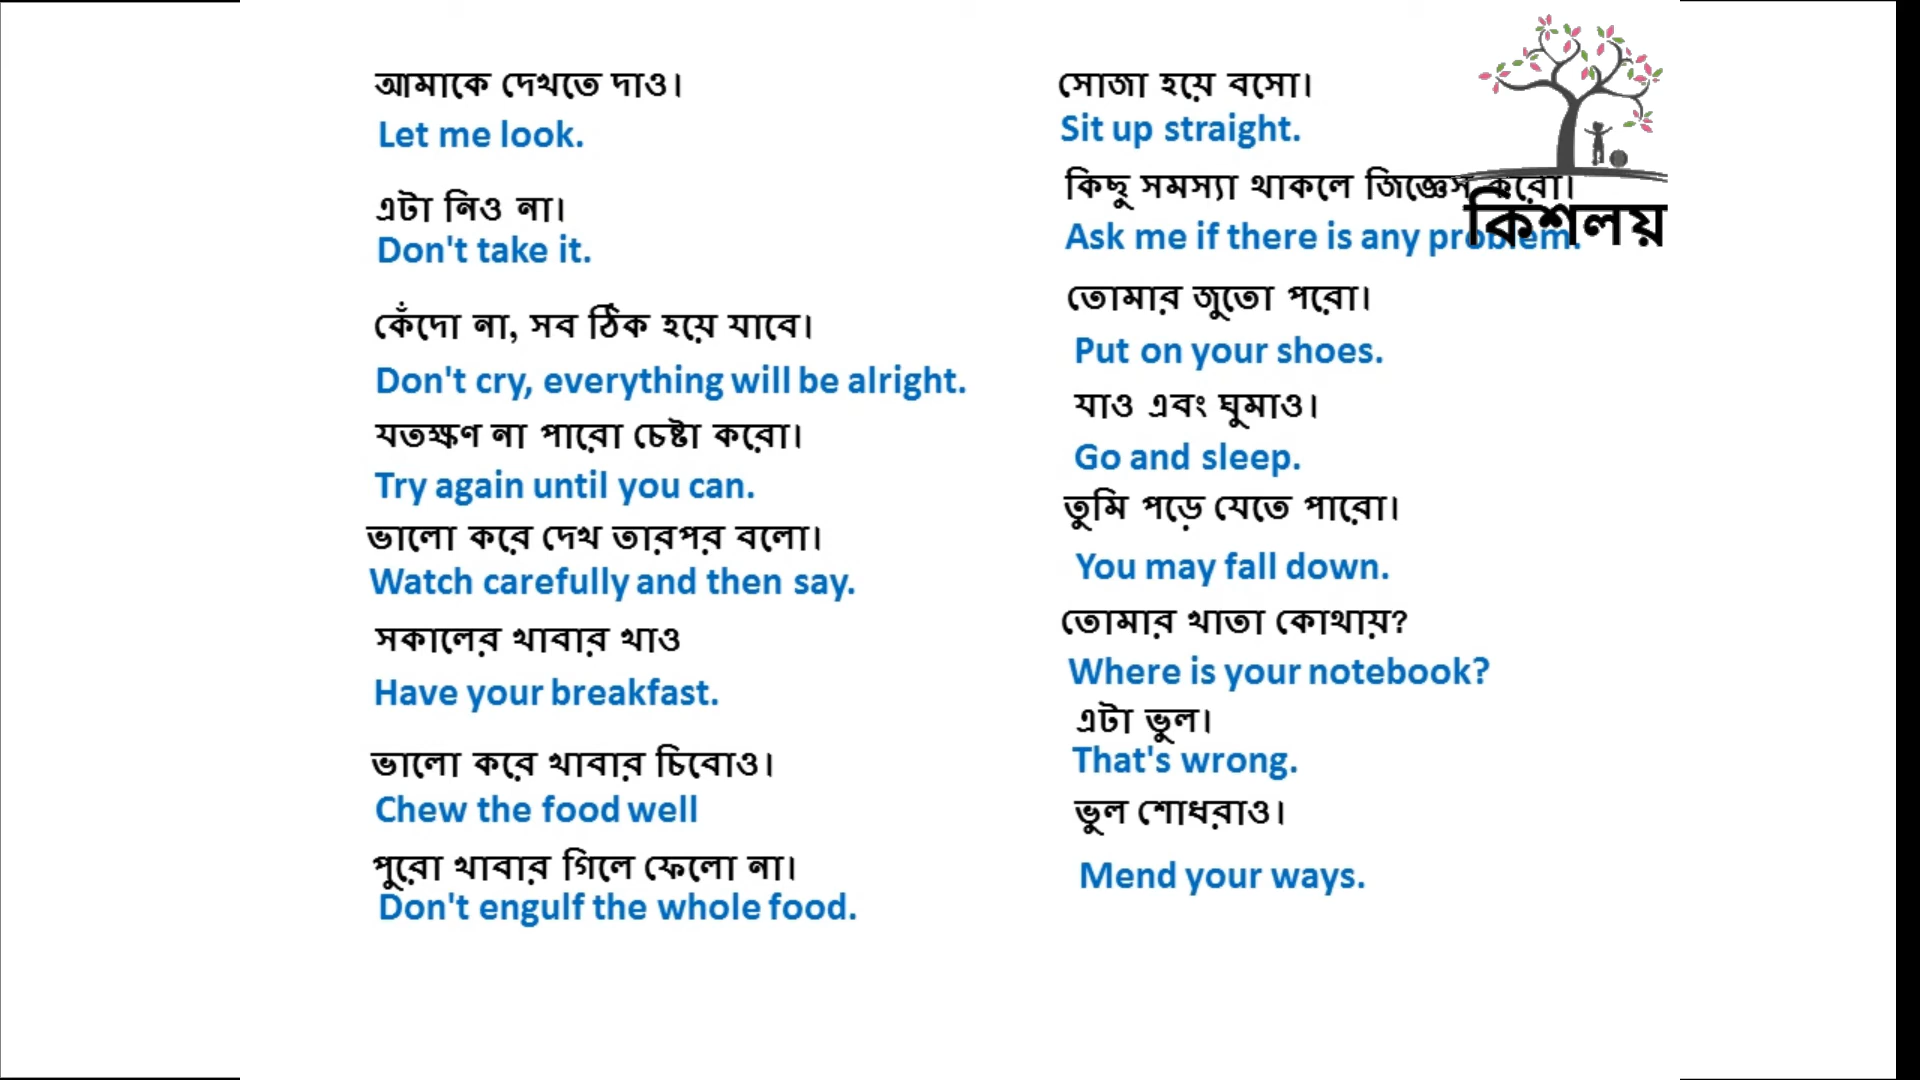 আমাকে দেখতে দাও।
Let me look.
এটা নিও না।
Don't take it.
কেঁদো না, সব ঠিক হয়ে যাবে।
Don't cry, everything will be alright.
যতক্ষণ না পারো চেষ্টা করো।
Try again until you can.
ভালো করে দেখ তারপর বলো।
Watch carefully and then say.
সকালের খাবার খাও
Have your breakfast.
ভালো করে খাবার চিবোও।
Chew the food well
পুরো খাবার গিলে ফেলো না।
Don't engulf the whole food.
সোজা হয়ে বসো।
Sit up straight.
কিছু সমস্যা থাকলে জিজ্ঞেস করো।
Ask me if there is any problem.
তোমার জুতো পরো।
Put on your shoes.
যাও এবং ঘুমাও।
Go and sleep.
তুমি পড়ে যেতে পারো।
You may fall down.
তোমার খাতা কোথায়?
Where is your notebook?
এটা ভুল।
That's wrong.
ভুল শোধরাও।
Mend your ways.
কিশলয়